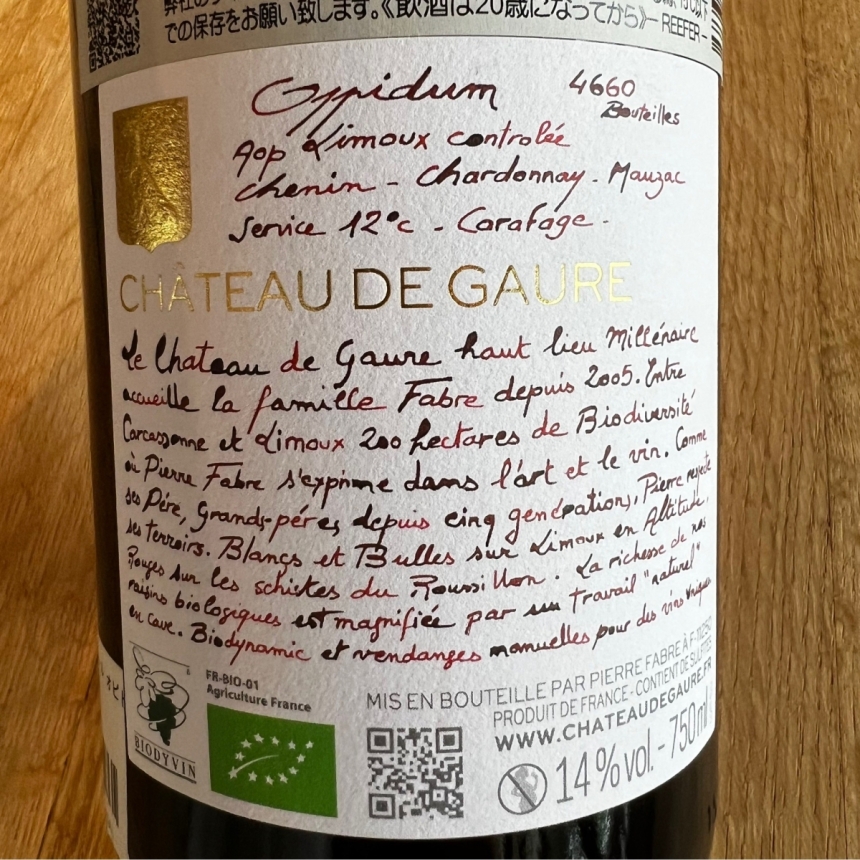 での保存をお願い致します。《飲酒は20歳になってから》– REEFER –
Oppidum
4660
Bouteilles
Aop Limoux controlée
chenin - Chardonnay - Mauzac
Service 12°c - Carafage -
CHÂTEAU DE GAURE
Le Chateau de Gaure haut lieu Millénaire
accueille la famille Fabre depuis 2005. Entre
Carcassonne et Limoux 200 hectares de Biodiversité
où Pierre Fabre s'exprime dans l'art et le vin. Comme
ses Pére, Grands-péres depuis cinq générations, Pierre respecte
ses terroirs. Blancs et Bulles sur Limoux en Altitude,
Rouges sur les schistes du Roussillon. La richesse de nos
raisins biologiques est magnifiée par un travail "naturel"
en cave. Biodynamic et vendanges manuelles pour des vins uniques
BIODYVIN
FR-BIO-01
Agriculture France
MIS EN BOUTEILLE PAR PIERRE FABRE À F-11250
PRODUIT DE FRANCE - CONTIENT DES SULFITES
WWW.CHATEAUDEGAURE.FR
14%vol. - 750ml